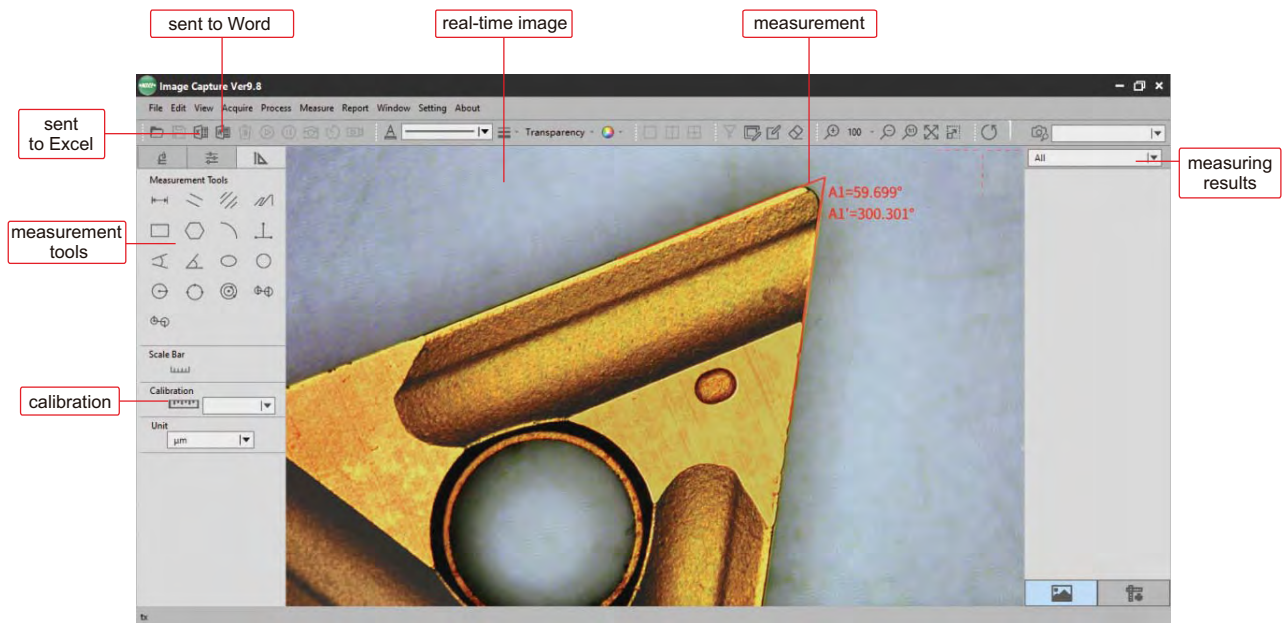 sent to Word
real-time image
measurement
Image Capture Ver9.8
sent
to Excel
File Edit View Acquire Process Measure Report Window Setting About
A
Transparency
100
Measurement Tools
All
measuring
results
A1=59.699°
A1'=300.301°
measurement
tools
Scale Bar
Calibration
calibration
Unit
μm
tx